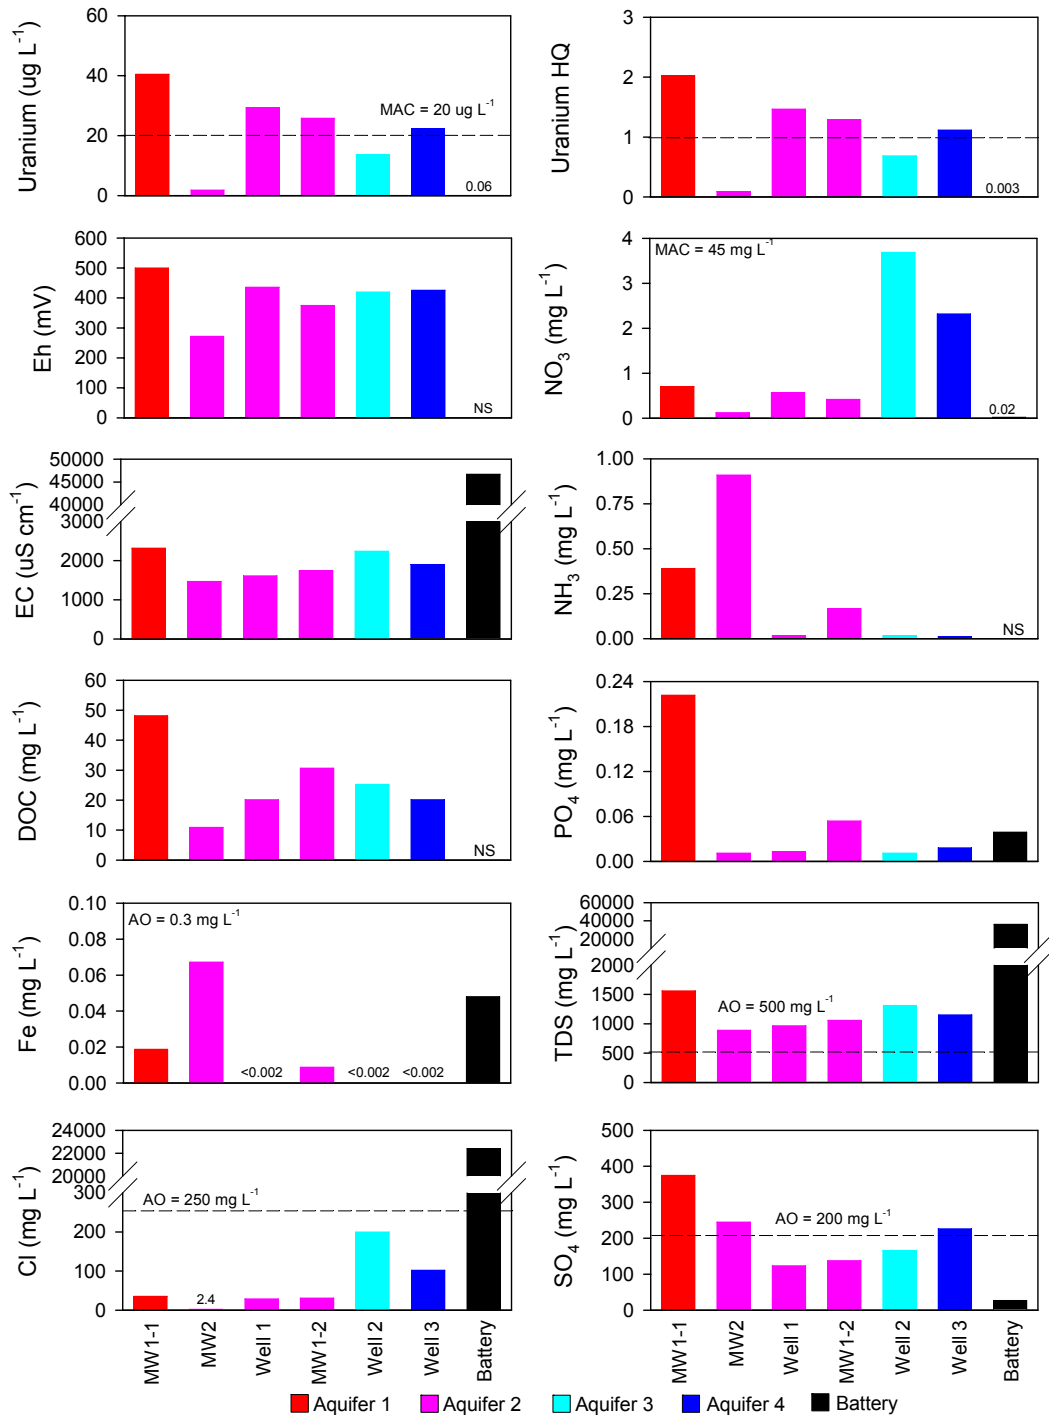 Uranium (ug L-1)
60
40
20
0
MAC = 20 ug L-1
0.06
Uranium HQ
3
2
1
0
0.003
Eh (mV)
600
500
400
300
200
100
0
NS
NO3 (mg L-1)
4
3
2
1
0
MAC = 45 mg L-1
0.02
EC (uS cm-1)
50000
45000
40000
3000
2000
1000
0
NH3 (mg L-1)
1.00
0.75
0.50
0.25
0.00
NS
DOC (mg L-1)
60
50
40
30
20
10
0
NS
PO4 (mg L-1)
0.24
0.18
0.12
0.06
0.00
Fe (mg L-1)
0.10
0.08
0.06
0.04
0.02
0.00
AO = 0.3 mg L-1
<0.002
<0.002
<0.002
TDS (mg L-1)
60000
40000
20000
2000
1500
1000
500
0
AO = 500 mg L-1
Cl (mg L-1)
24000
22000
20000
300
200
100
0
AO = 250 mg L-1
2.4
SO4 (mg L-1)
500
400
300
200
100
0
AO = 200 mg L-1
MW1-1
MW2
Well 1
MW1-2
Well 2
Well 3
Battery
MW1-1
MW2
Well 1
MW1-2
Well 2
Well 3
Battery
Aquifer 1
Aquifer 2
Aquifer 3
Aquifer 4
Battery